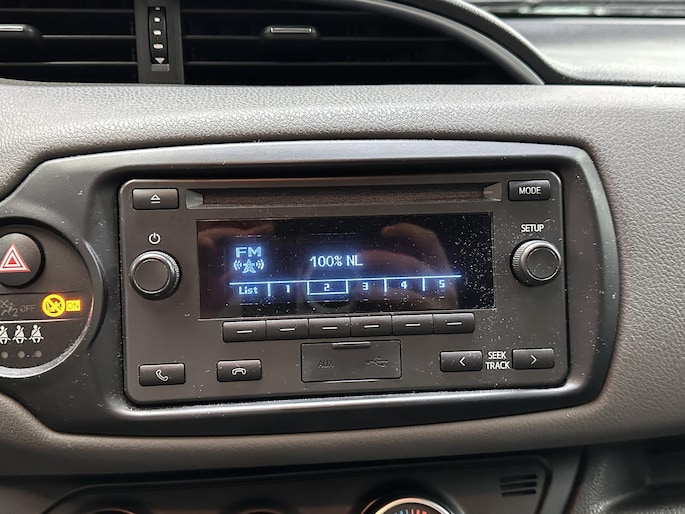 MODE
SETUP
FM
100% NL
List 1 2 3 4 5
OFF ON
AUX
SEEK
TRACK